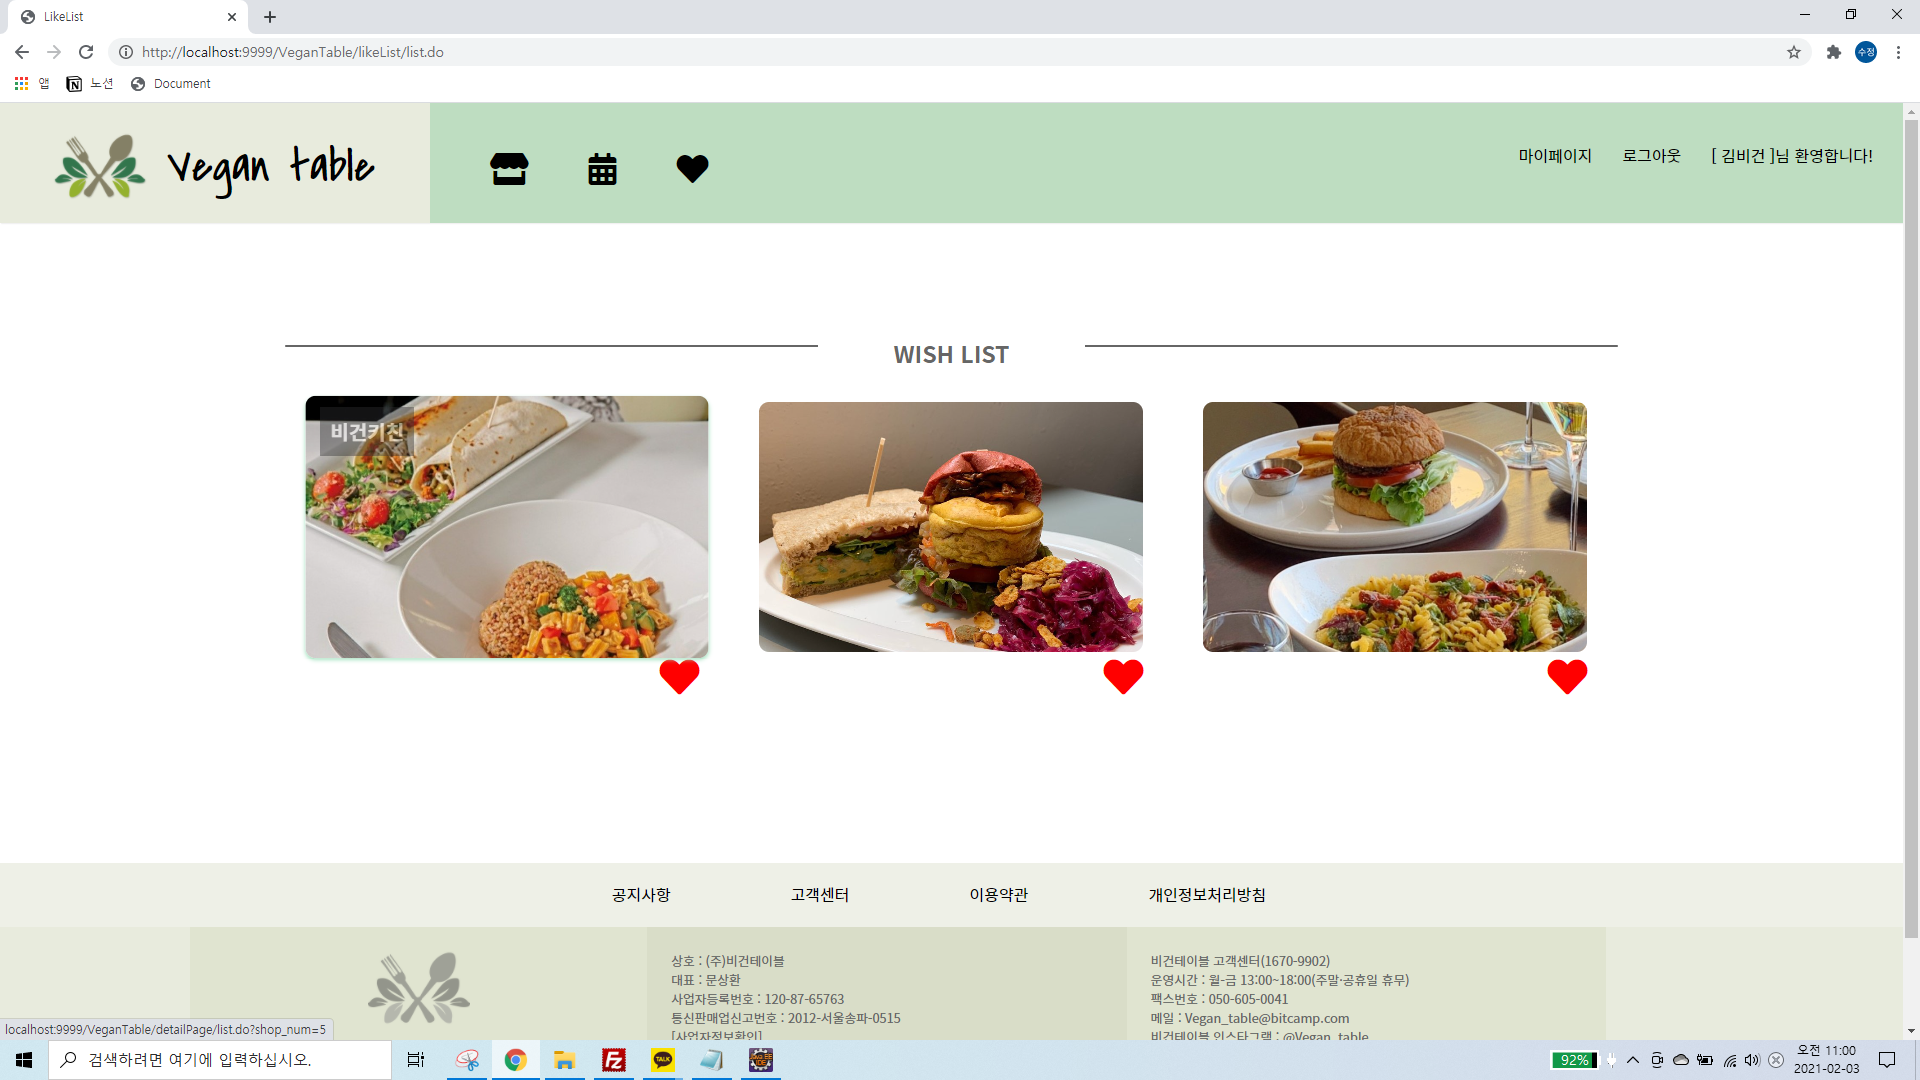 LikeList
http://localhost:9999/VeganTable/likeList/list.do
수정
앱
노션
Document
Vegan table
마이페이지
로그아웃
[ 김비건 ]님 환영합니다!
WISH LIST
비건키친
공지사항
고객센터
이용약관
개인정보처리방침
상호 : (주)비건테이블
대표 : 문상환
사업자등록번호 : 120-87-65763
통신판매업신고번호 : 2012-서울송파-0515
[사업자정보확인]
비건테이블 고객센터(1670-9902)
운영시간 : 월-금 13:00~18:00(주말·공휴일 휴무)
팩스번호 : 050-605-0041
메일 : Vegan_table@bitcamp.com
비건테이블 인스타그램 : @Vegan_table
localhost:9999/VeganTable/detailPage/list.do?shop_num=5
검색하려면 여기에 입력하십시오.
TALK
Java EE
IDE
92%
오전 11:00
2021-02-03